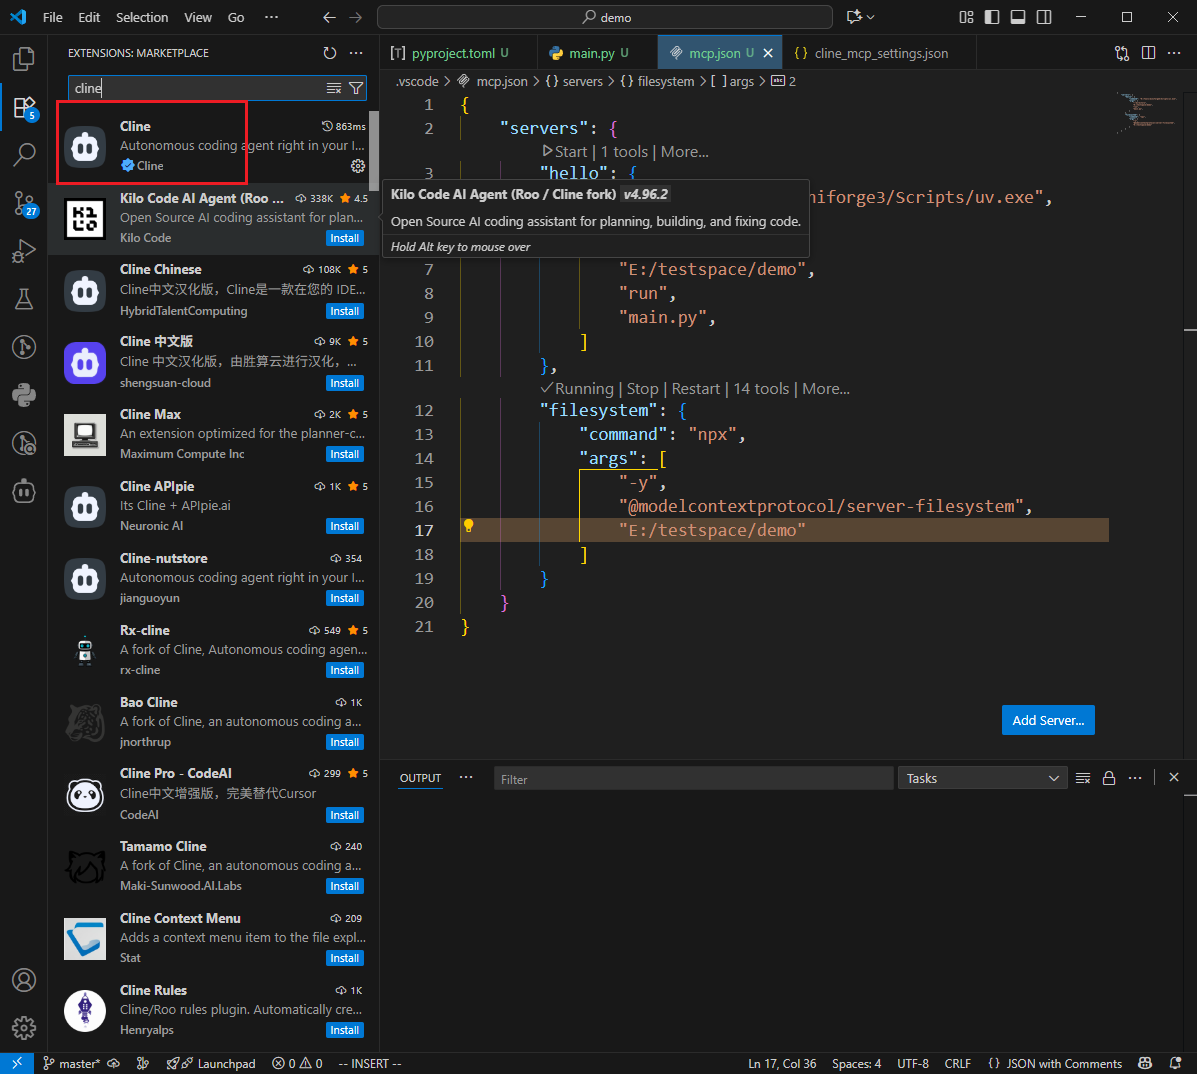 File Edit Selection View Go ··· demo
EXTENSIONS: MARKETPLACE
cline
5
27
Cline 863ms
Autonomous coding agent right in your I...
Cline
Kilo Code AI Agent (Roo ... 338K 4.5
Open Source AI coding assistant for plan...
Kilo Code Install
Cline Chinese 108K 5
Cline中文汉化版，Cline是一款在您的 IDE...
HybridTalentComputing Install
Cline 中文版 9K 5
Cline 中文汉化版，由胜算云进行汉化，...
shengsuan-cloud Install
Cline Max 2K 5
An extension optimized for the planner-c...
Maximum Compute Inc Install
Cline APIpie 1K 5
Its Cline + APIpie.ai
Neuronic AI Install
Cline-nutstore 354
Autonomous coding agent right in your I...
jianguoyun Install
Rx-cline 549 5
A fork of Cline, Autonomous coding agen...
rx-cline Install
Bao Cline 1K
A fork of Cline, an autonomous coding a...
jnorthrup Install
Cline Pro - CodeAI 299 5
Cline中文增强版，完美替代Cursor
CodeAI Install
Tamamo Cline 240
A fork of Cline, an autonomous coding a...
Maki-Sunwood.AI.Labs Install
Cline Context Menu 209
Adds a context menu item to the file expl...
Stat Install
Cline Rules 1K
Cline/Roo rules plugin. Automatically cre...
Henryalps Install
pyproject.toml U main.py U mcp.json U cline_mcp_settings.json
.vscode > mcp.json > {} servers > {} filesystem > [ ] args > abc 2
1 {
2 "servers": {
Start | 1 tools | More...
3 "hello": {
niforge3/Scripts/uv.exe",
Kilo Code AI Agent (Roo / Cline fork) v4.96.2
Open Source AI coding assistant for planning, building, and fixing code.
Hold Alt key to mouse over
7 "E:/testspace/demo",
8 "run",
9 "main.py",
10 ]
11 },
✓Running | Stop | Restart | 14 tools | More...
12 "filesystem": {
13 "command": "npx",
14 "args": [
15 "-y",
16 "@modelcontextprotocol/server-filesystem",
17 "E:/testspace/demo"
18 ]
19 }
20 }
21 }
Add Server...
OUTPUT ··· Filter Tasks
master* Launchpad 0 0 -- INSERT -- Ln 17, Col 36 Spaces: 4 UTF-8 CRLF {} JSON with Comments